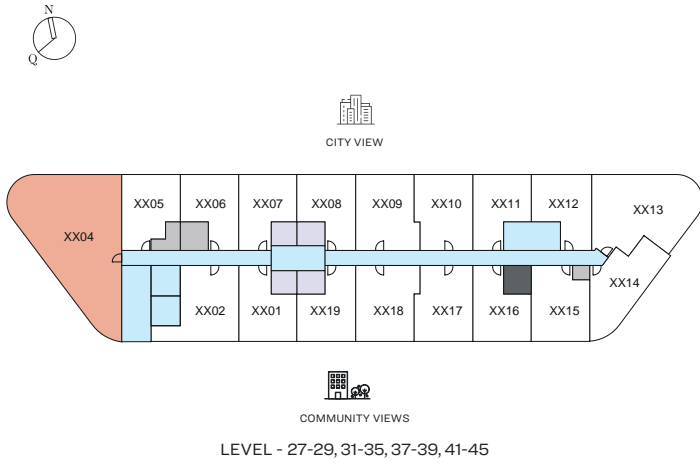 N
Q
CITY VIEW
XX05 XX06 XX07 XX08 XX09 XX10 XX11 XX12
XX13
XX04
XX14
XX02 XX01 XX19 XX18 XX17 XX16 XX15
COMMUNITY VIEWS
LEVEL - 27-29, 31-35, 37-39, 41-45